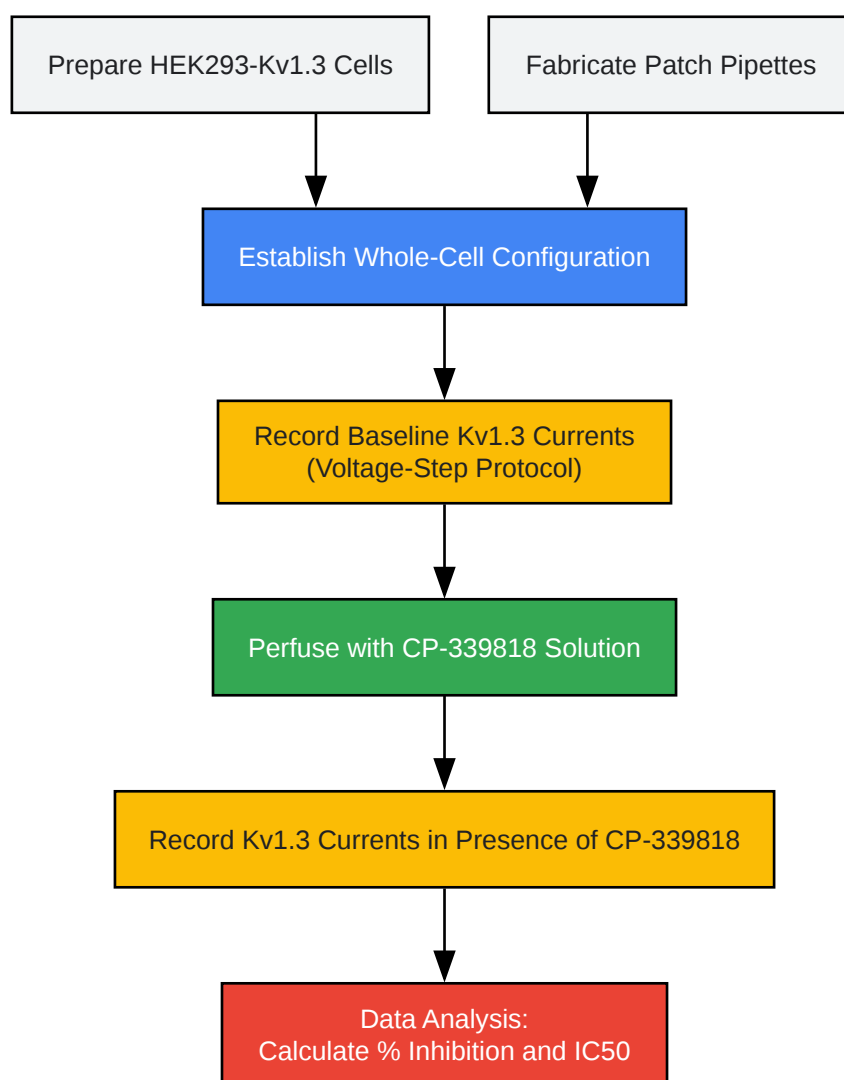 Prepare HEK293-Kv1.3 Cells
Fabricate Patch Pipettes
Establish Whole-Cell Configuration
Record Baseline Kv1.3 Currents
(Voltage-Step Protocol)
Perfuse with CP-339818 Solution
Record Kv1.3 Currents in Presence of CP-339818
Data Analysis:
Calculate % Inhibition and IC50